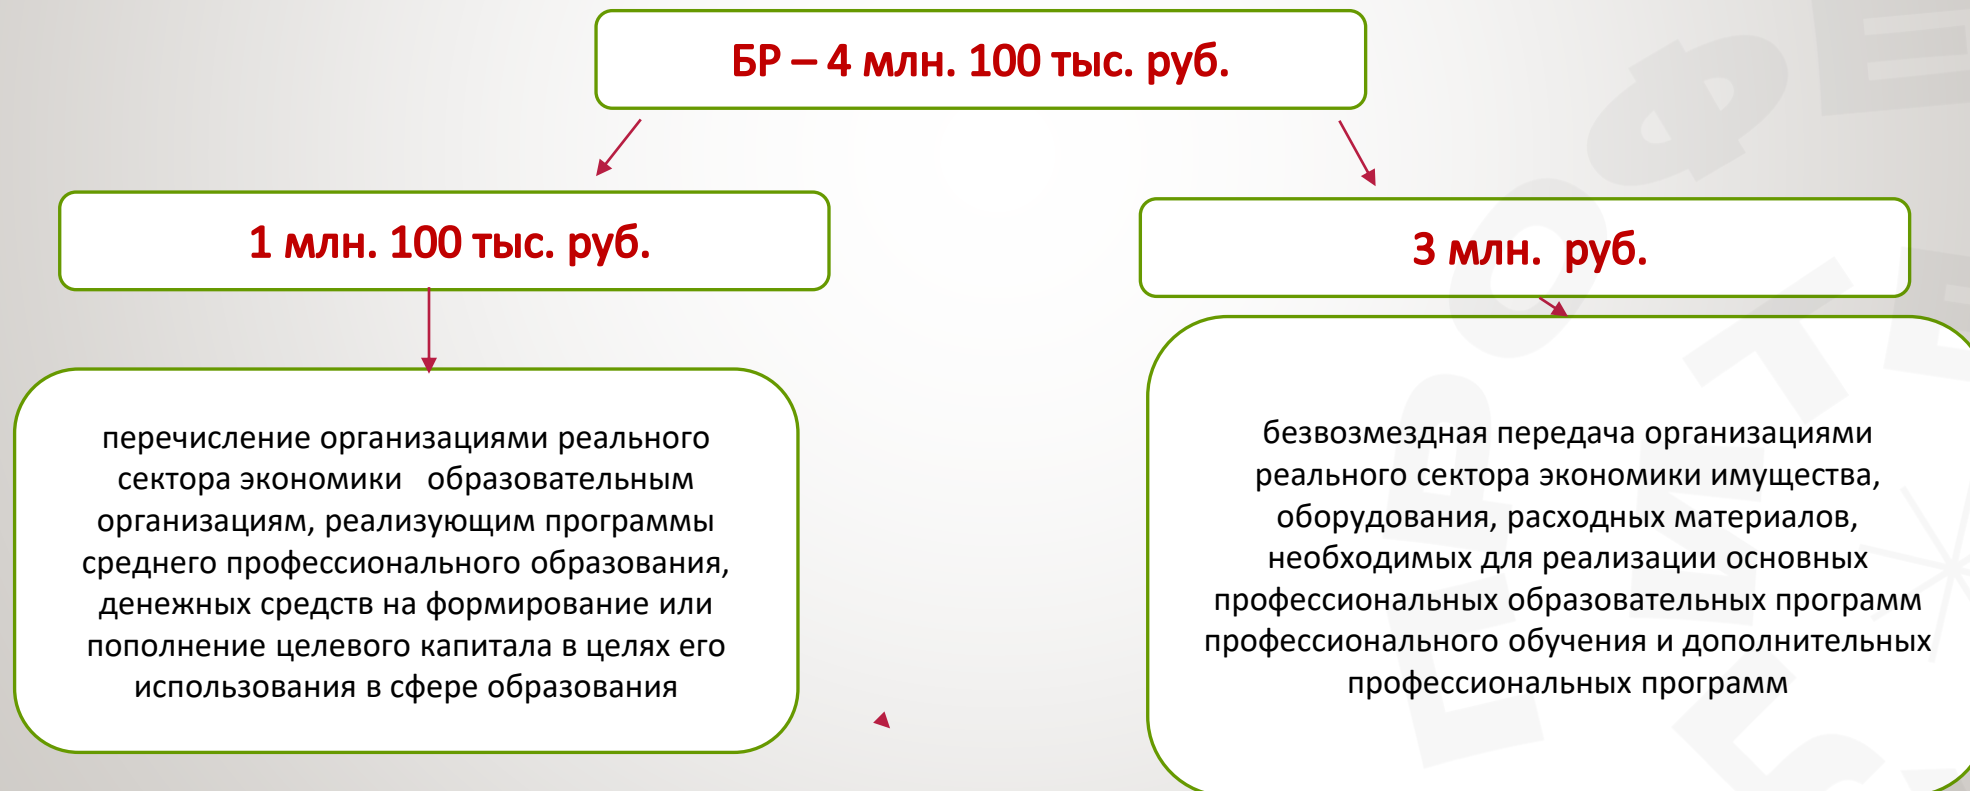 БР – 4 млн. 100 тыс. руб.
1 млн. 100 тыс. руб.
3 млн. руб.
перечисление организациями реального
сектора экономики образовательным
организациям, реализующим программы
среднего профессионального образования,
денежных средств на формирование или
пополнение целевого капитала в целях его
использования в сфере образования
безвозмездная передача организациями
реального сектора экономики имущества,
оборудования, расходных материалов,
необходимых для реализации основных
профессиональных образовательных программ
профессионального обучения и дополнительных
профессиональных программ